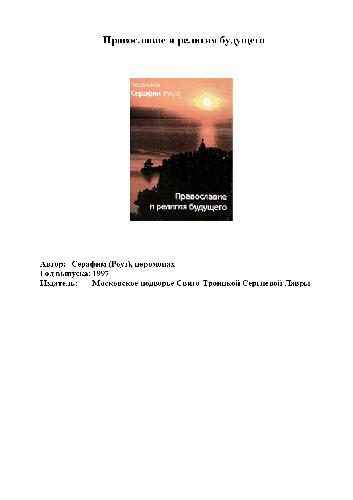 Православие и религия будущего
Иеромонах
Серафим (Роуз)
Православие
и религия будущего
Автор: Серафим (Роуз), иеромонах
Год выпуска: 1997
Издатель: Московское подворье Свято-Троицкой Сергиевой Лавры